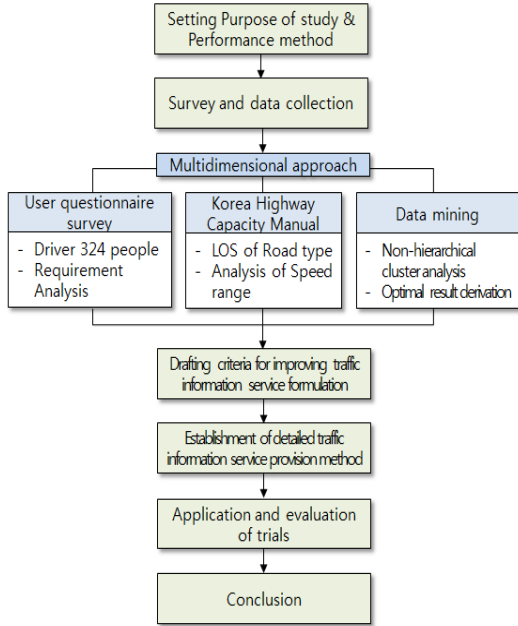 Setting Purpose of study &
Performance method
Survey and data collection
Multidimensional approach
User questionnaire
survey
- Driver 324 people
- Requirement
Analysis
Korea Highway
Capacity Manual
- LOS of Road type
- Analysis of Speed
range
Data mining
- Non-hierarchical
cluster analysis
- Optimal result derivation
Drafting criteria for improving traffic
information service formulation
Establishment of detailed traffic
information service provision method
Application and evaluation
of trials
Conclusion